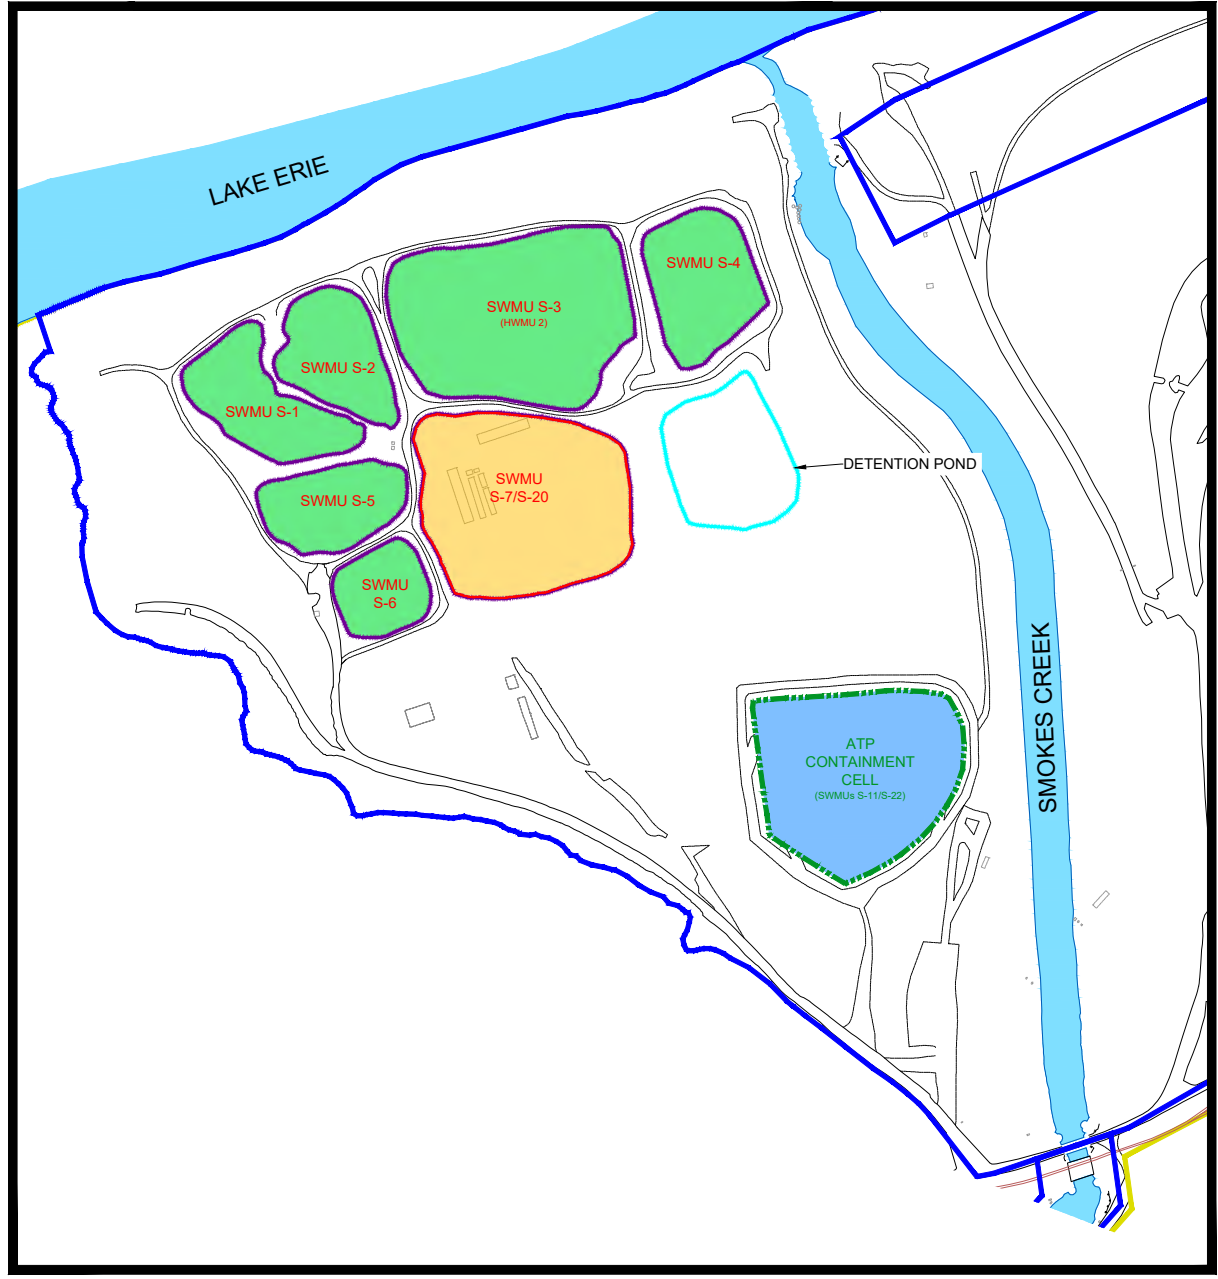 LAKE ERIE
SWMU S-4
SWMU S-3
(HWMU 2)
SWMU S-2
SWMU S-1
DETENTION POND
SWMU
S-7/S-20
SWMU S-5
SWMU
S-6
SMOKES CREEK
ATP
CONTAINMENT
CELL
(SWMUs S-11/S-22)